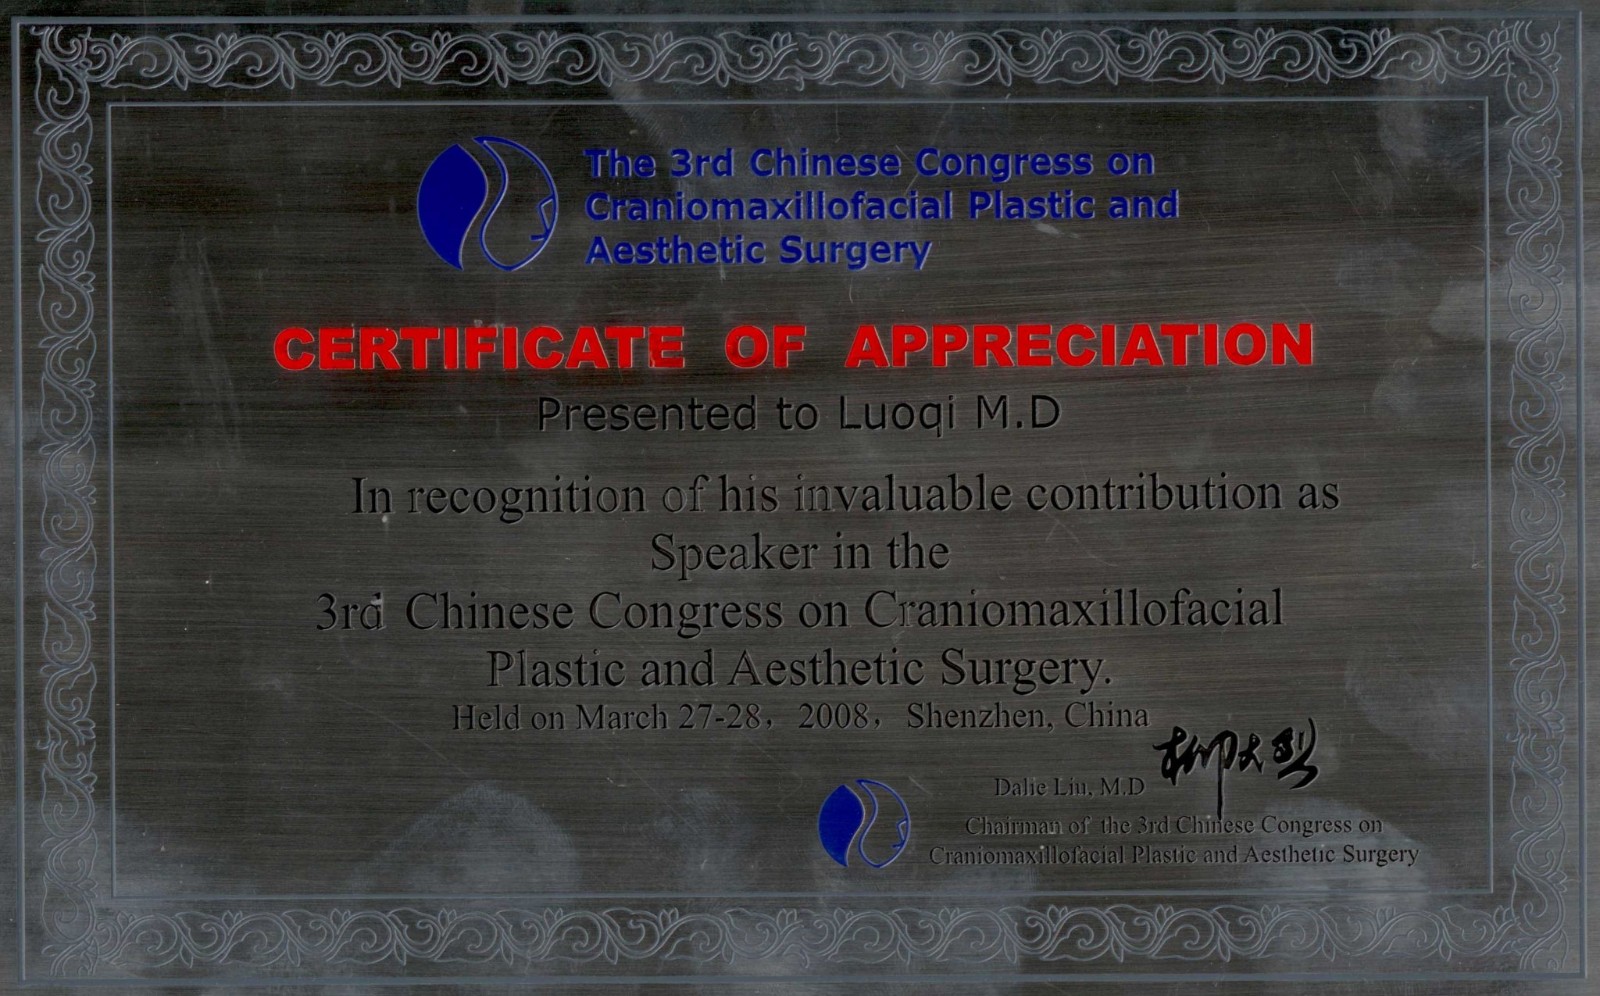 The 3rd Chinese Congress on
Craniomaxillofacial Plastic and
Aesthetic Surgery
CERTIFICATE OF APPRECIATION
Presented to Luoqi M.D
In recognition of his invaluable contribution as
Speaker in the
3rd Chinese Congress on Craniomaxillofacial
Plastic and Aesthetic Surgery.
Held on March 27-28, 2008, Shenzhen, China
柳大烈
Dalie Liu, M.D
Chairman of the 3rd Chinese Congress on
Craniomaxillofacial Plastic and Aesthetic Surgery